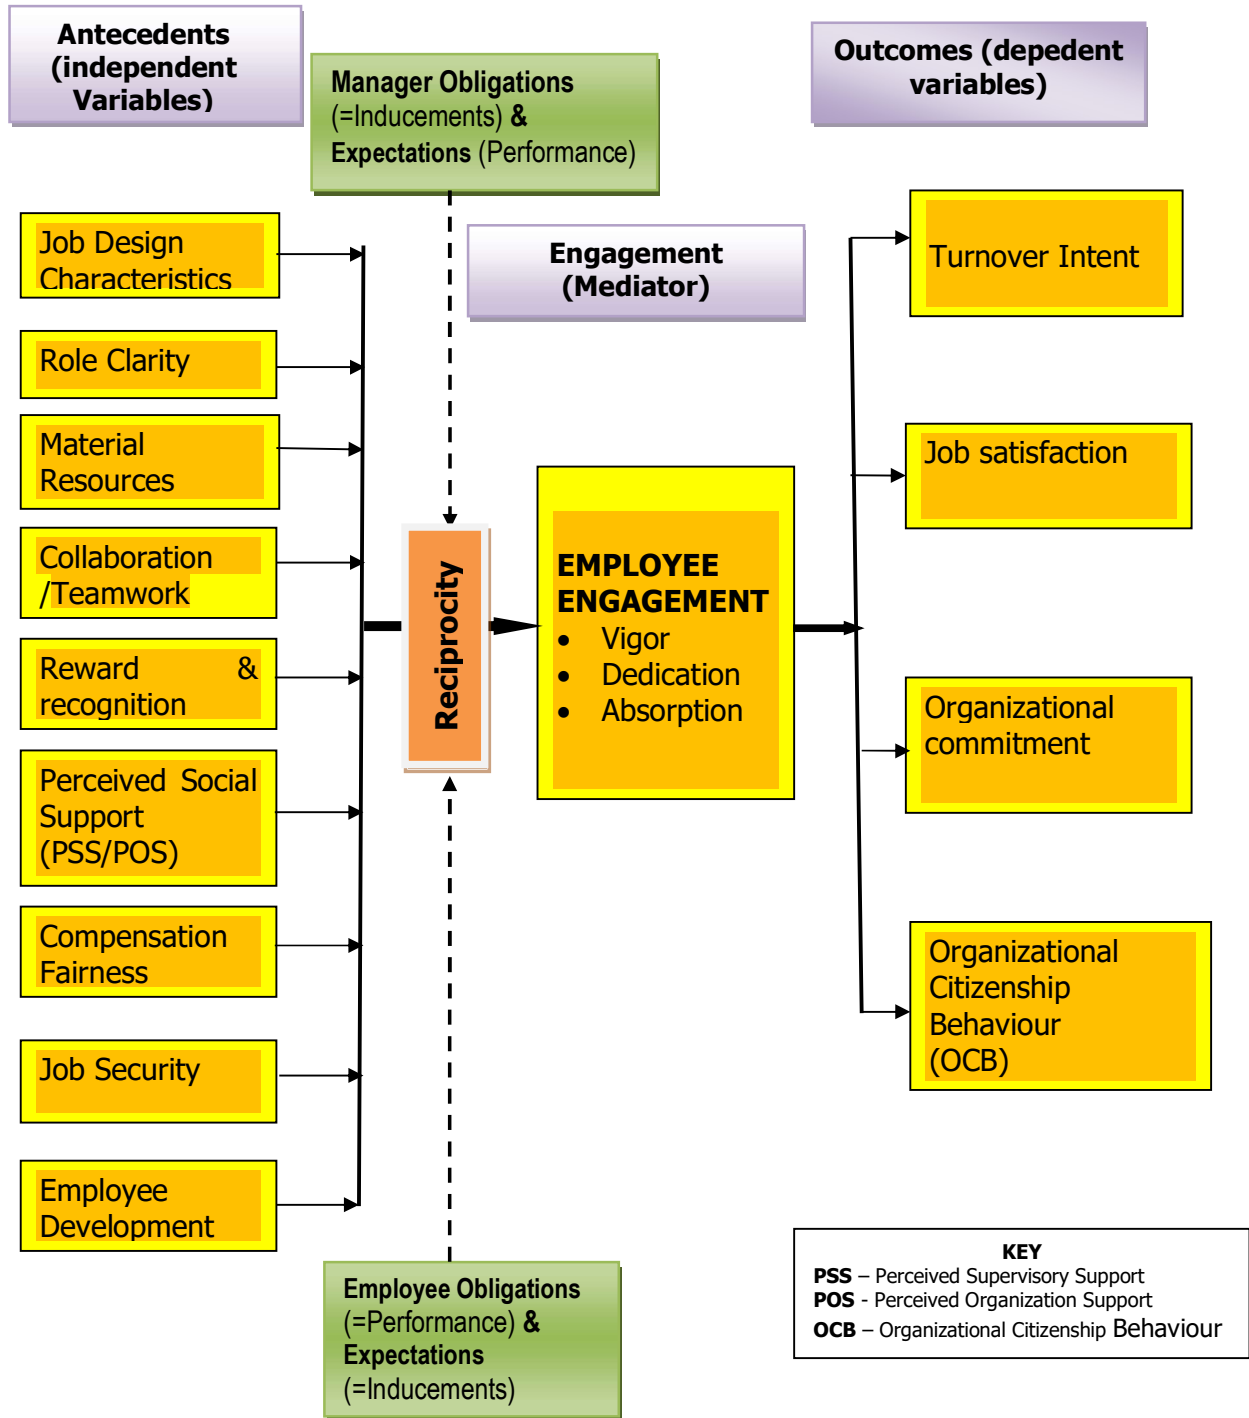 Antecedents
(independent
Variables)
Manager Obligations
(=Inducements) &
Expectations (Performance)
Outcomes (depedent
variables)
Engagement
(Mediator)
Job Design
Characteristics
Role Clarity
Material
Resources
Collaboration
/Teamwork
Reward &
recognition
Perceived Social
Support
(PSS/POS)
Compensation
Fairness
Job Security
Employee
Development
Reciprocity
EMPLOYEE
ENGAGEMENT
• Vigor
• Dedication
• Absorption
Turnover Intent
Job satisfaction
Organizational
commitment
Organizational
Citizenship
Behaviour
(OCB)
Employee Obligations
(=Performance) &
Expectations
(=Inducements)
KEY
PSS – Perceived Supervisory Support
POS - Perceived Organization Support
OCB – Organizational Citizenship Behaviour